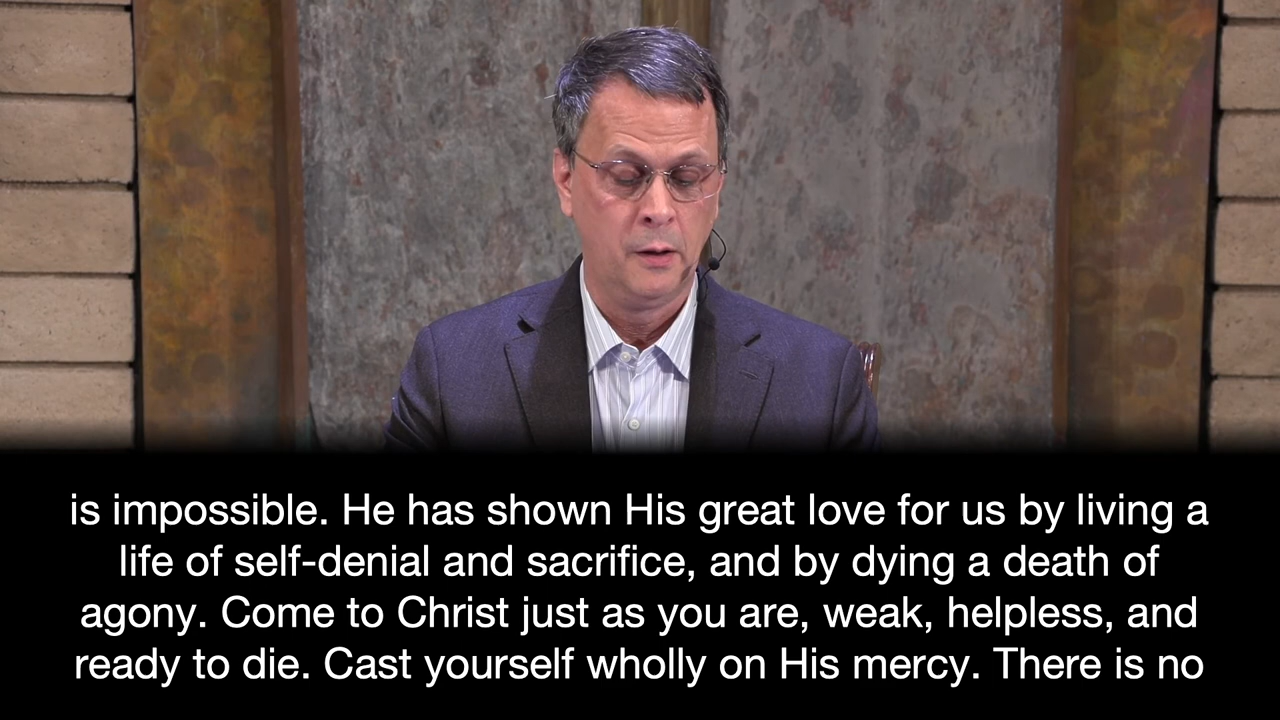 is impossible. He has shown His great love for us by living a
life of self-denial and sacrifice, and by dying a death of
agony. Come to Christ just as you are, weak, helpless, and
ready to die. Cast yourself wholly on His mercy. There is no